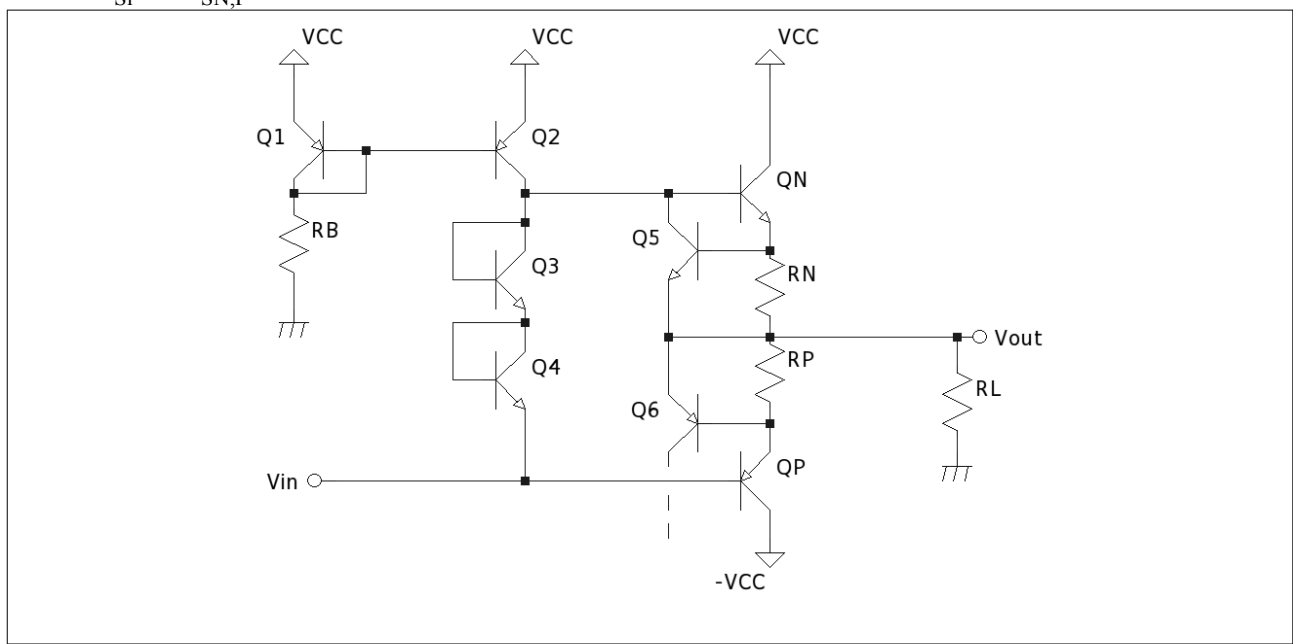 VCC VCC VCC
Q1 Q2
QN
RB Q5
Q3 RN
Vout
Q4 RP
RL
Q6
QP
Vin
-VCC